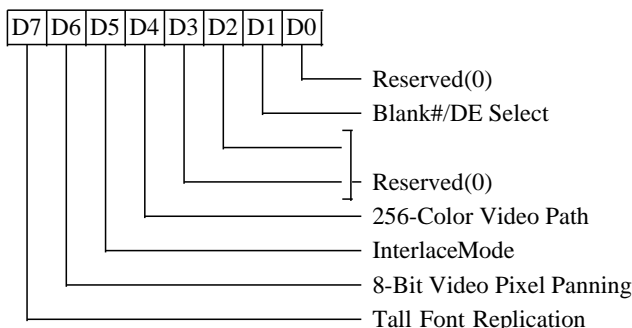 D7 D6 D5 D4 D3 D2 D1 D0
Reserved(0)
Blank#/DE Select
Reserved(0)
256-Color Video Path
InterlaceMode
8-Bit Video Pixel Panning
Tall Font Replication